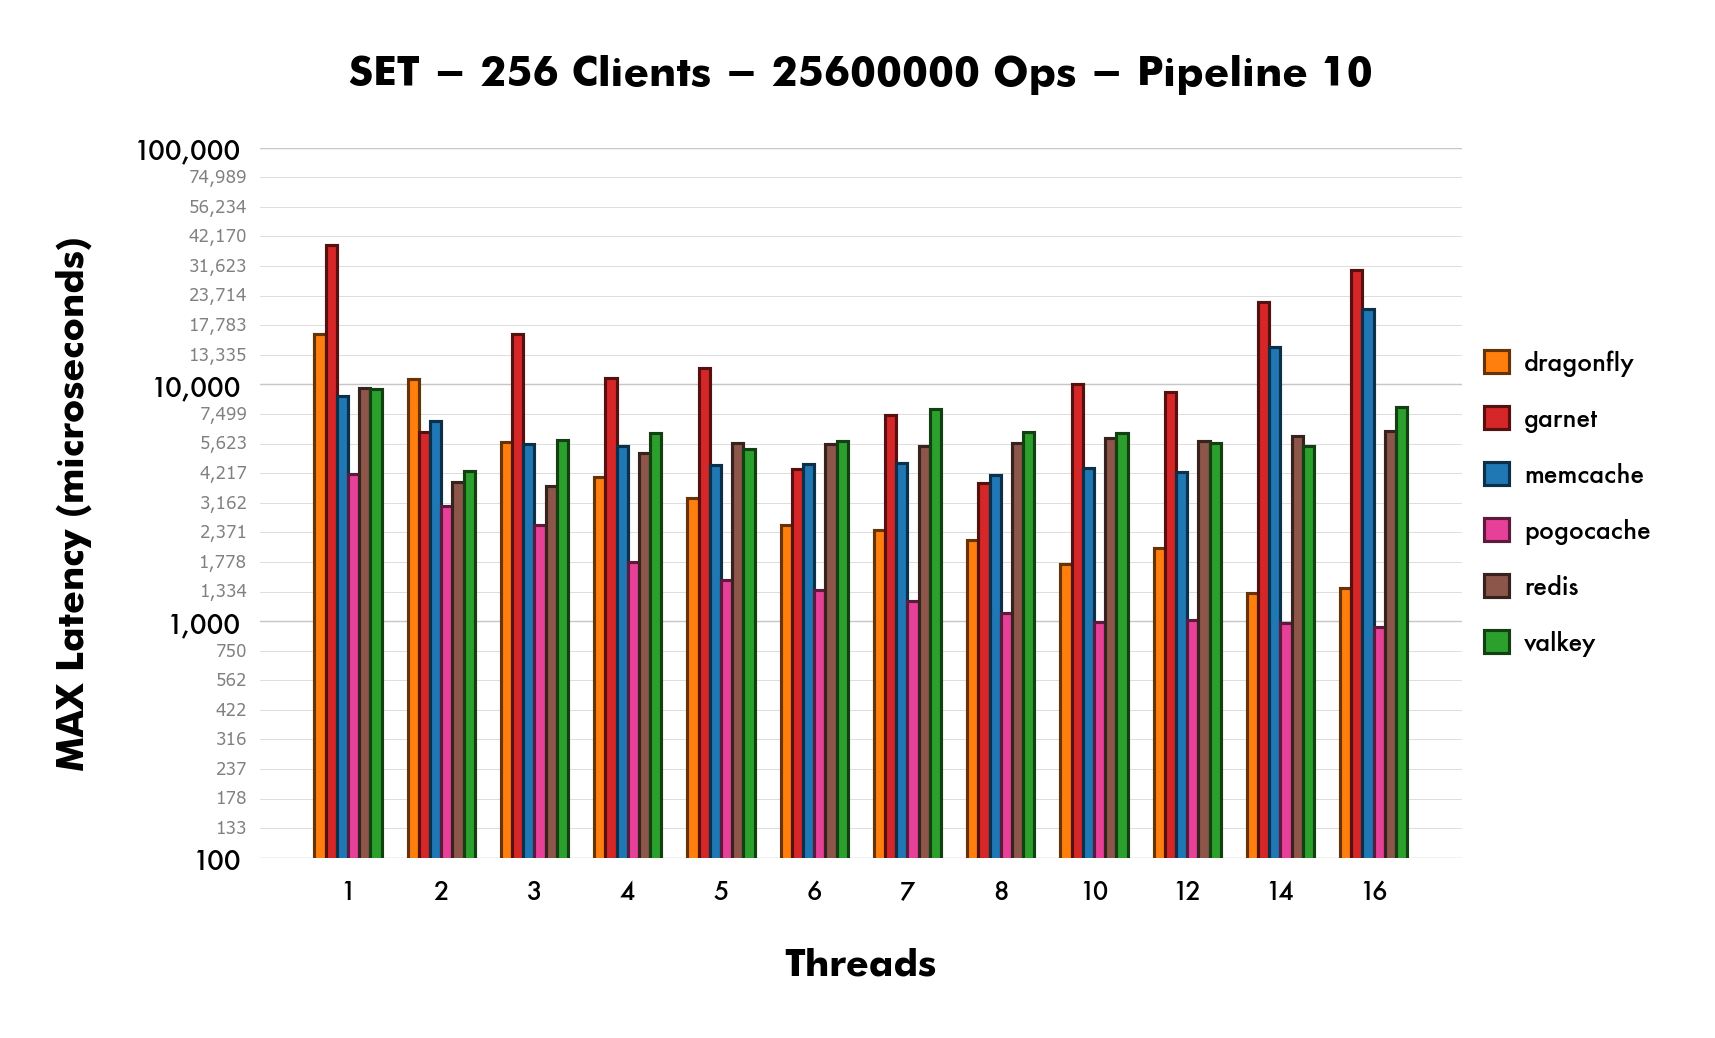 SET – 256 Clients – 25600000 Ops – Pipeline 10
MAX Latency (microseconds)
100,000
74,989
56,234
42,170
31,623
23,714
17,783
13,335
10,000
7,499
5,623
4,217
3,162
2,371
1,778
1,334
1,000
750
562
422
316
237
178
133
100
1 2 3 4 5 6 7 8 10 12 14 16
Threads
dragonfly
garnet
memcache
pogocache
redis
valkey